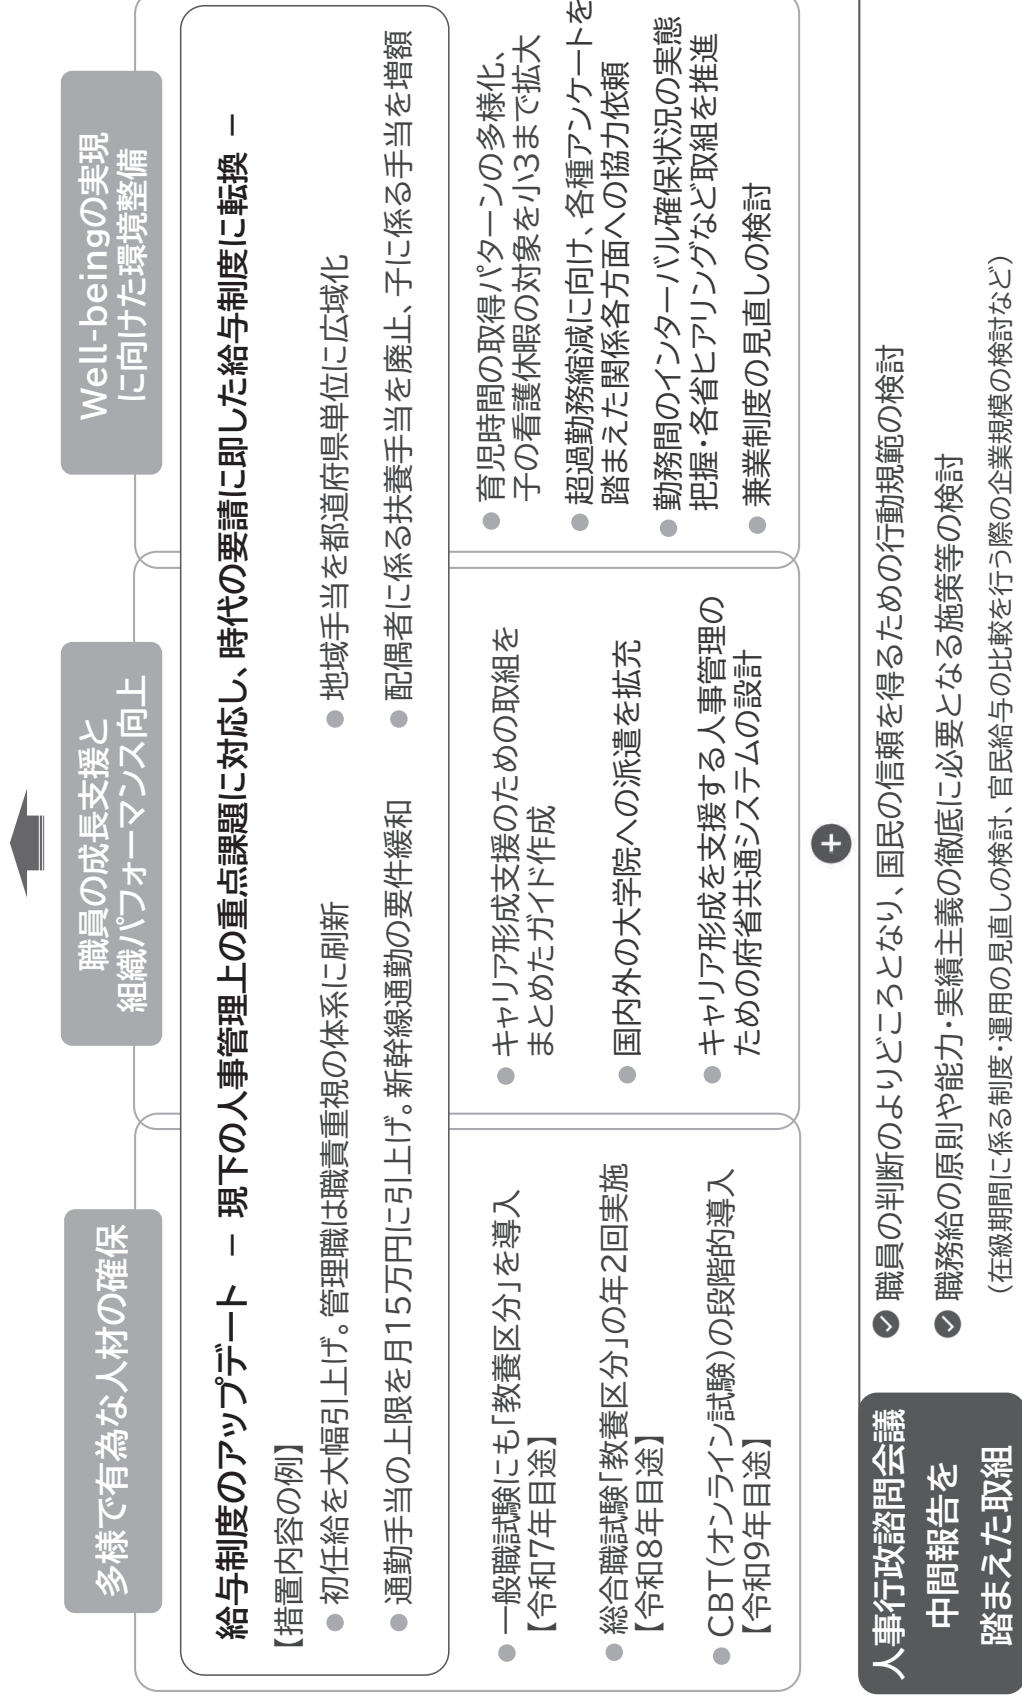 多様で有為な人材の確保
職員の成長支援と
組織パフォーマンス向上
Well-beingの実現
に向けた環境整備
給与制度のアップデート － 現下の人事管理上の重点課題に対応し、時代の要請に即した給与制度に転換 －
【措置内容の例】
● 初任給を大幅引上げ。管理職は職責重視の体系に刷新
● 地域手当を都道府県単位に広域化
● 通勤手当の上限を月15万円に引上げ。新幹線通勤の要件緩和
● 配偶者に係る扶養手当を廃止、子に係る手当を増額
● 一般職試験にも「教養区分」を導入
【令和7年目途】
● 総合職試験「教養区分」の年2回実施
【令和8年目途】
● CBT(オンライン試験)の段階的導入
【令和9年目途】
● キャリア形成支援のための取組を
まとめたガイド作成
● 国内外の大学院への派遣を拡充
● キャリア形成を支援する人事管理の
ための府省共通システムの設計
● 育児時間の取得パターンの多様化、
子の看護休暇の対象を小3まで拡大
● 超過勤務縮減に向け、各種アンケートを
踏まえた関係各方面への協力依頼
● 勤務間のインターバル確保状況の実態
把握・各省ヒアリングなど取組を推進
● 兼業制度の見直しの検討
+
人事行政諮問会議
中間報告を
踏まえた取組
✓ 職員の判断のよりどころとなり、国民の信頼を得るための行動規範の検討
✓ 職務給の原則や能力・実績主義の徹底に必要となる施策等の検討
(在級期間に係る制度・運用の見直しの検討、官民給与の比較を行う際の企業規模の検討など)